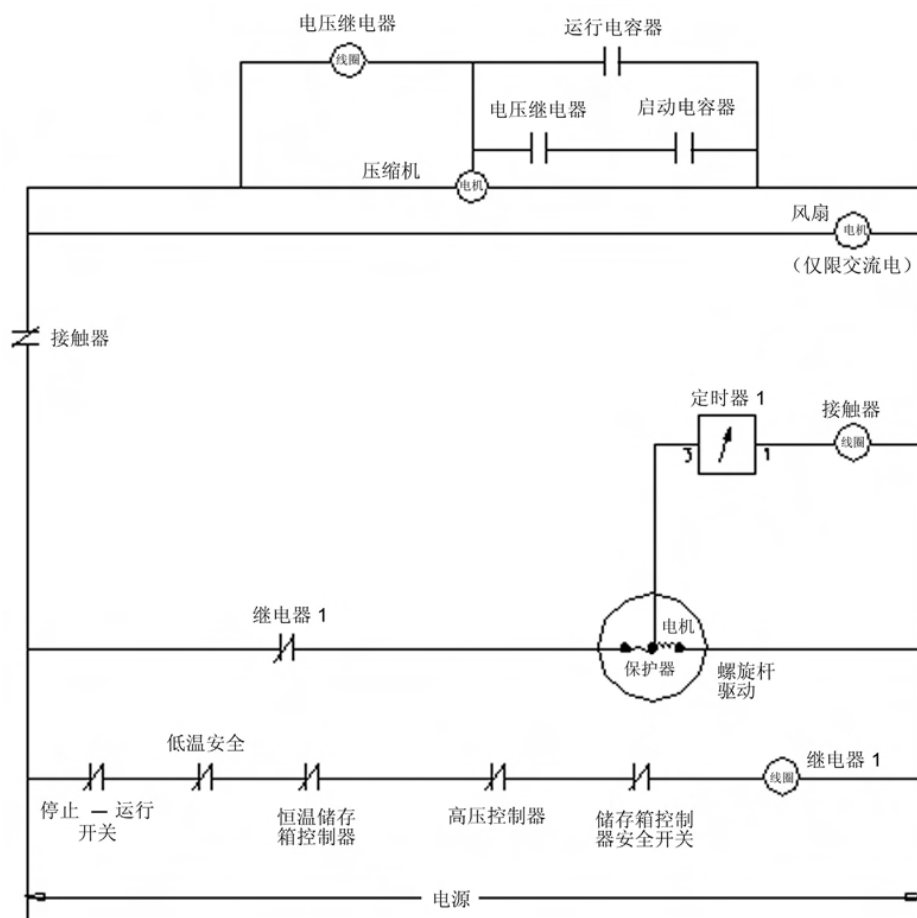 电压继电器
运行电容器
线圈
电压继电器
启动电容器
压缩机
电机
风扇
电机
（仅限交流电）
接触器
定时器 1
接触器
3
1
线圈
继电器 1
电机
保护器
螺旋杆
驱动
低温安全
继电器 1
线圈
停止 — 运行
开关
恒温储存
箱控制器
高压控制器
储存箱控制
器安全开关
电源